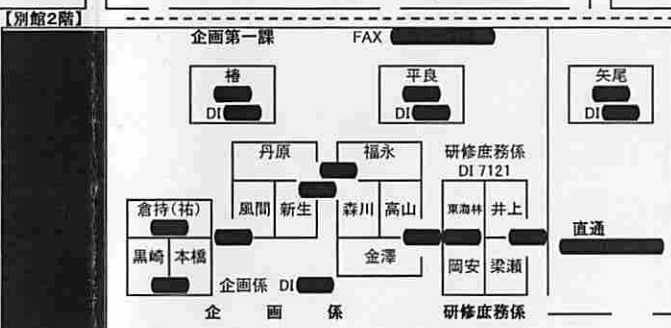 【別館2階】
企画第一課 FAX
椿 平良 矢尾
DI DI DI
丹原 福永 研修庶務係
DI 7121
倉持(祐) 風間 新生 森川 高山 東海林 井上
直通
黒崎 本橋 金澤 岡安 梁瀬
企画係 DI
企画係 研修庶務係